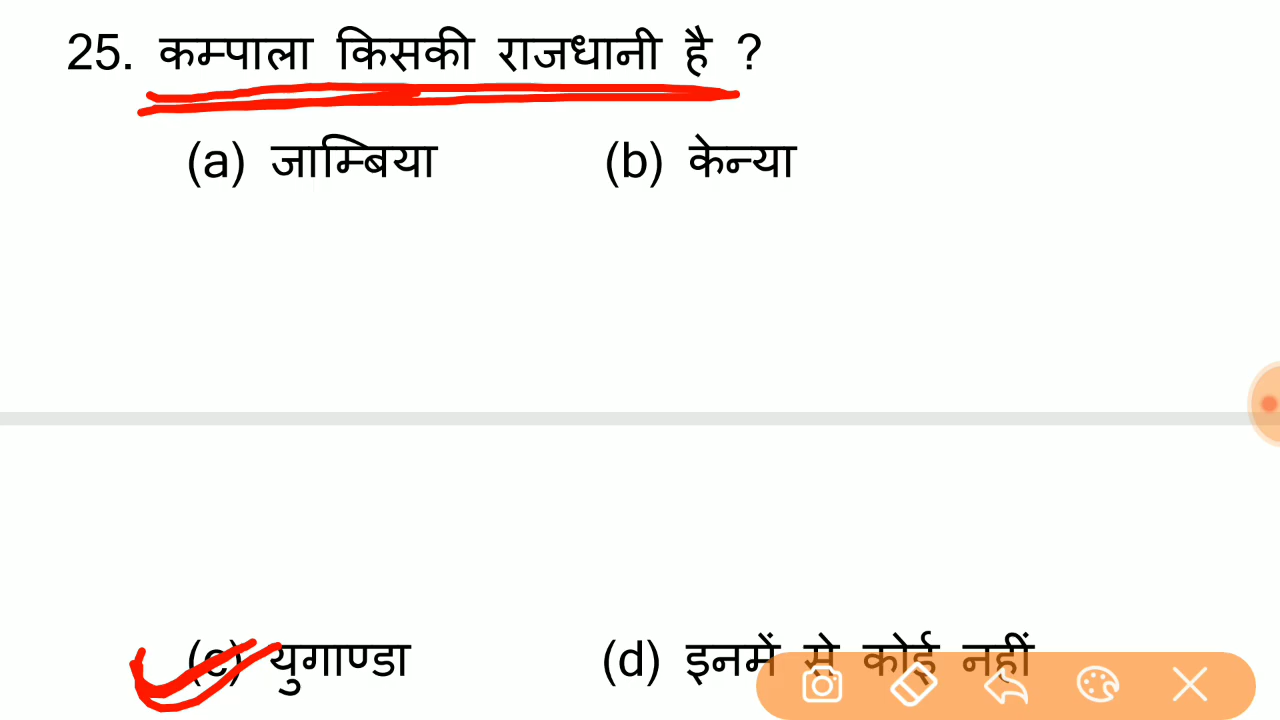 25. कम्पाला किसकी राजधानी है ?
(a) जाम्बिया (b) केन्या
(c) युगाण्डा (d) इनमें से कोई नहीं